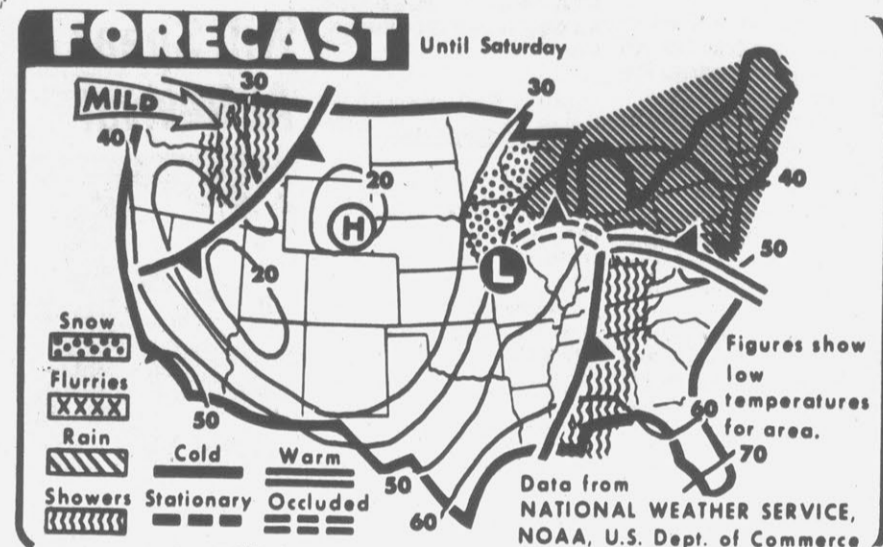 FORECAST Until Saturday
MILD
30
30
40
20
40
H
50
20
L
Snow
Flurries
Rain
Showers
Cold
Warm
Stationary
Occluded
50
50
60
60
70
Figures show
low
temperatures
for area.
Data from
NATIONAL WEATHER SERVICE,
NOAA, U.S. Dept. of Commerce